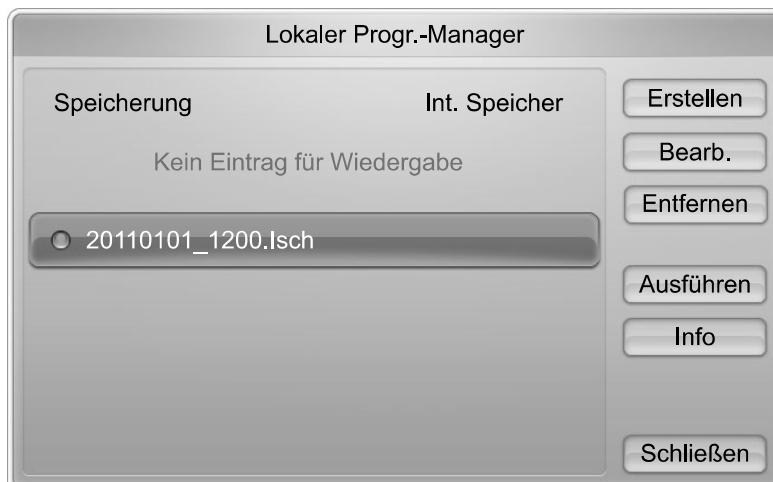 Lokaler Progr.-Manager
Speicherung Int. Speicher
Kein Eintrag für Wiedergabe
20110101_1200.lsch
Erstellen
Bearb.
Entfernen
Ausführen
Info
Schließen